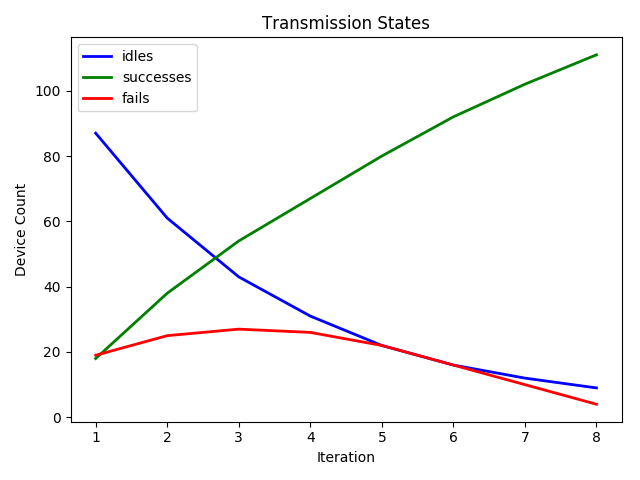 Transmission States
idles
successes
fails
100
80
60
40
20
0
Device Count
1 2 3 4 5 6 7 8
Iteration